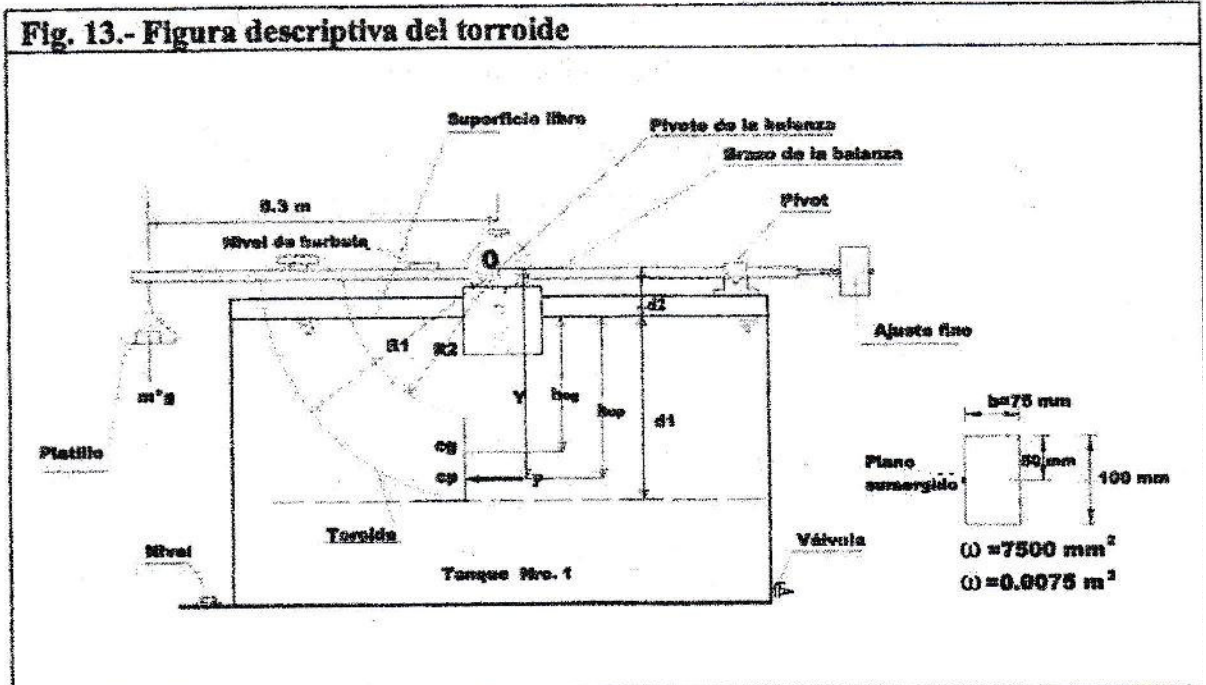 Fig. 13.- Figura descriptiva del torroide
Superficie libre
Pivote de la balanza
Brazo de la balanza
Pivot
0.3 m
Nivel de burbuja
O
d2
Ajuste fino
R1
R2
m*g
Y
hcg
hcp
d1
b=75 mm
Platillo
cg
Plano
sumergido
50 mm
100 mm
cp
F
Toroide
Nivel
Válvula
Tanque Nro. 1
ω =7500 mm²
ω =0.0075 m²